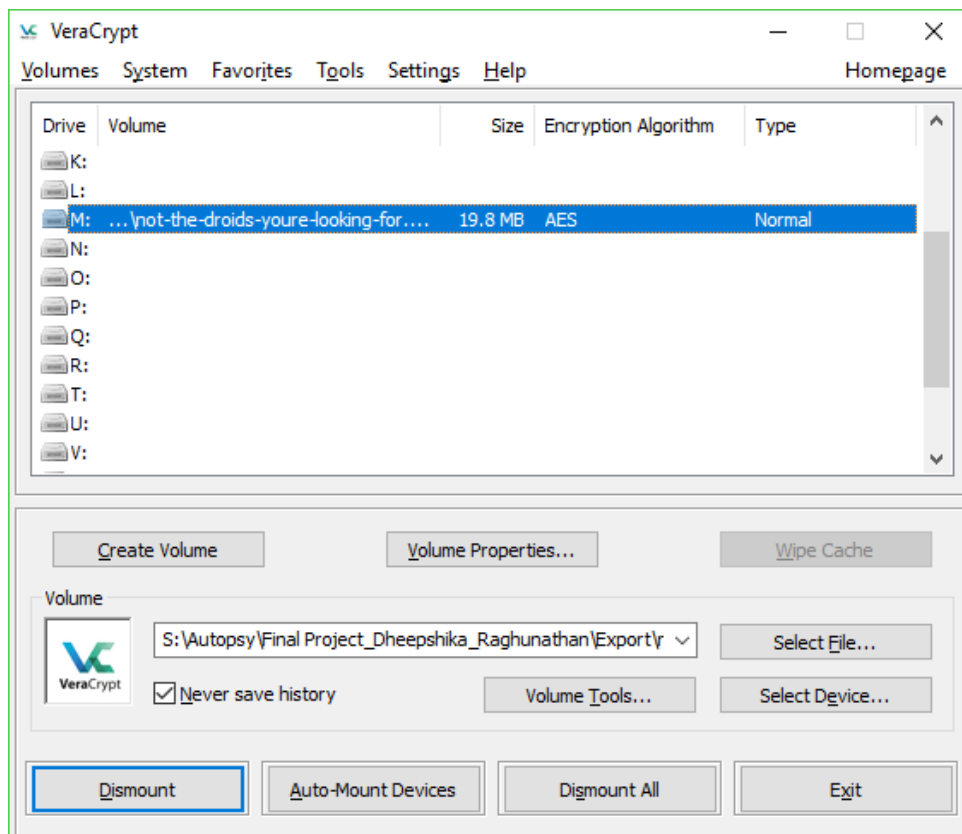 VeraCrypt
Volumes System Favorites Tools Settings Help Homepage
Drive Volume Size Encryption Algorithm Type
K:
L:
M: ...\not-the-droids-youre-looking-for.... 19.8 MB AES Normal
N:
O:
P:
Q:
R:
T:
U:
V:
Create Volume Volume Properties... Wipe Cache
Volume
S:\Autopsy\Final Project_Dheepshika_Raghunathan\Export\r Select File...
VeraCrypt
Never save history Volume Tools... Select Device...
Dismount Auto-Mount Devices Dismount All Exit